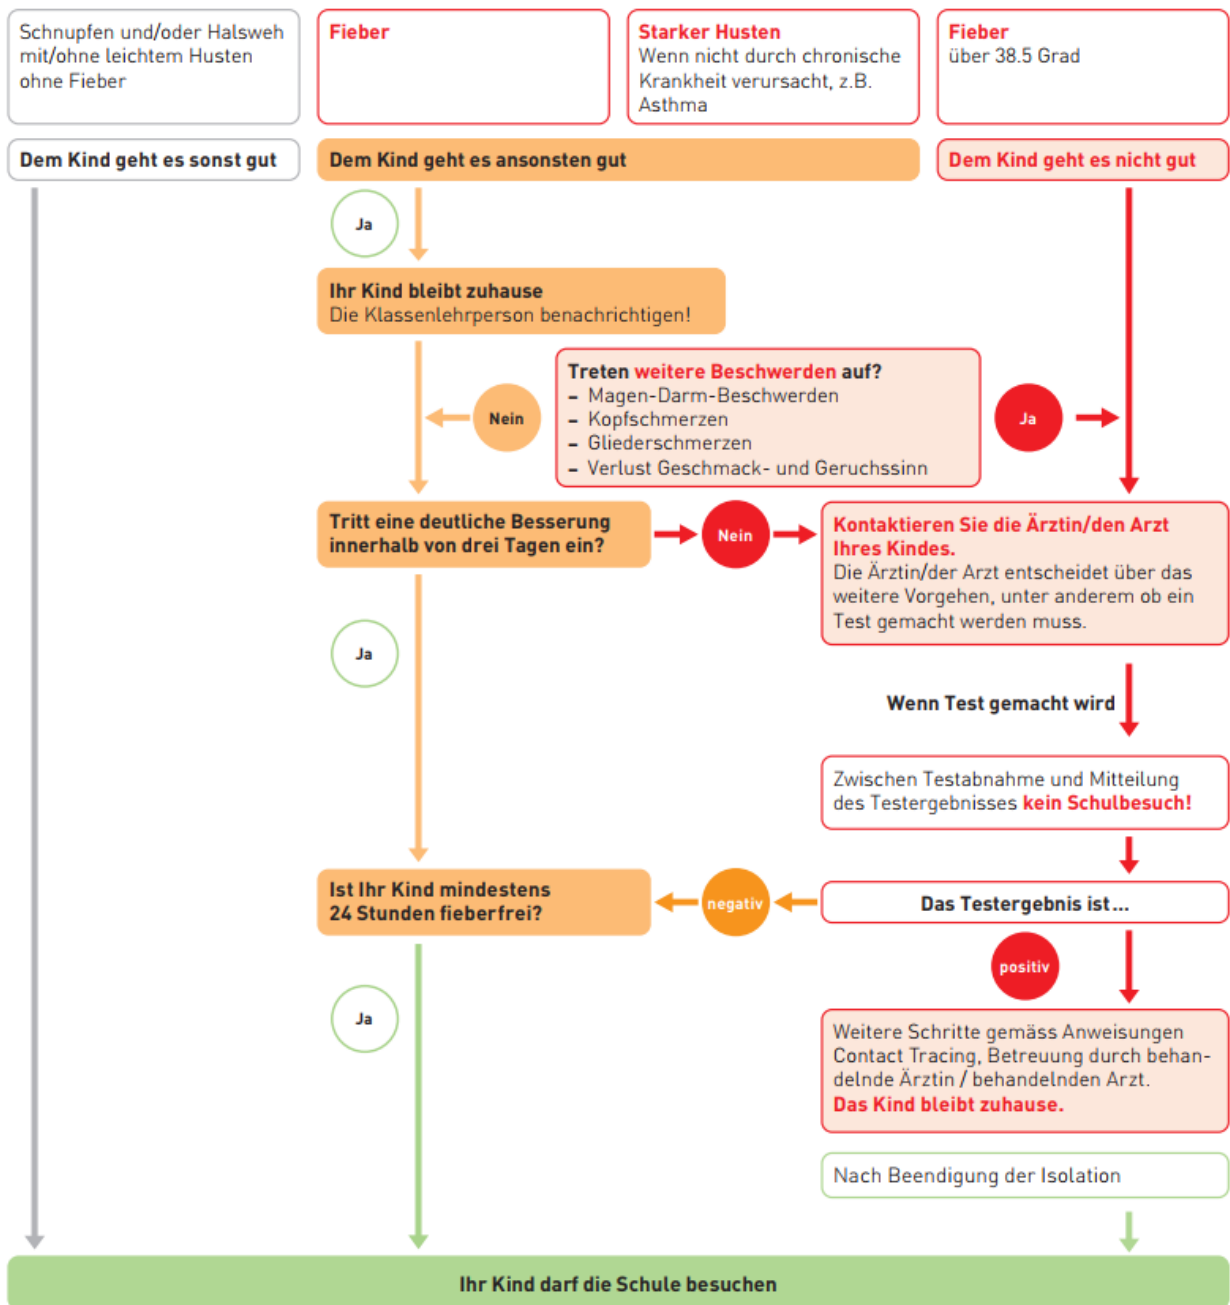 Schnupfen und/oder Halsweh
mit/ohne leichtem Husten
ohne Fieber
Fieber
Starker Husten
Wenn nicht durch chronische
Krankheit verursacht, z.B.
Asthma
Fieber
über 38.5 Grad
Dem Kind geht es sonst gut
Dem Kind geht es ansonsten gut
Dem Kind geht es nicht gut
Ja
Ihr Kind bleibt zuhause
Die Klassenlehrperson benachrichtigen!
Treten weitere Beschwerden auf?
– Magen-Darm-Beschwerden
– Kopfschmerzen
– Gliederschmerzen
– Verlust Geschmack- und Geruchssinn
Nein
Ja
Tritt eine deutliche Besserung
innerhalb von drei Tagen ein?
Nein
Kontaktieren Sie die Ärztin/den Arzt
Ihres Kindes.
Die Ärztin/der Arzt entscheidet über das
weitere Vorgehen, unter anderem ob ein
Test gemacht werden muss.
Ja
Wenn Test gemacht wird
Zwischen Testabnahme und Mitteilung
des Testergebnisses kein Schulbesuch!
Ist Ihr Kind mindestens
24 Stunden fieberfrei?
negativ
Das Testergebnis ist ...
positiv
Ja
Weitere Schritte gemäss Anweisungen
Contact Tracing, Betreuung durch behan-
delnde Ärztin / behandelnden Arzt.
Das Kind bleibt zuhause.
Nach Beendigung der Isolation
Ihr Kind darf die Schule besuchen